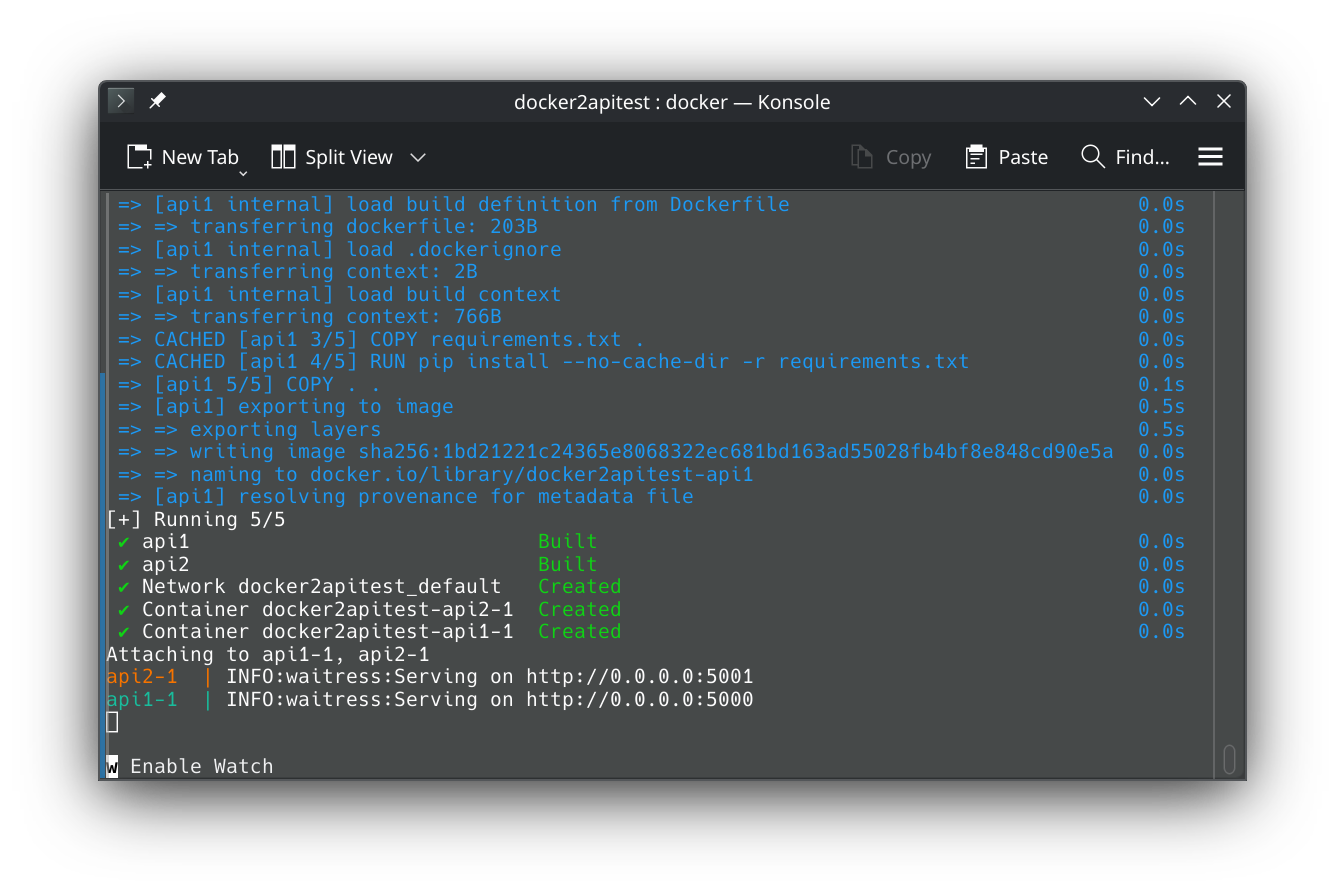 docker2apitest : docker — Konsole
New Tab Split View Copy Paste Find...
=> [api1 internal] load build definition from Dockerfile 0.0s
=> => transferring dockerfile: 203B 0.0s
=> [api1 internal] load .dockerignore 0.0s
=> => transferring context: 2B 0.0s
=> [api1 internal] load build context 0.0s
=> => transferring context: 766B 0.0s
=> CACHED [api1 3/5] COPY requirements.txt . 0.0s
=> CACHED [api1 4/5] RUN pip install --no-cache-dir -r requirements.txt 0.0s
=> [api1 5/5] COPY . . 0.1s
=> [api1] exporting to image 0.5s
=> => exporting layers 0.5s
=> => writing image sha256:1bd21221c24365e8068322ec681bd163ad55028fb4bf8e848cd90e5a 0.0s
=> => naming to docker.io/library/docker2apitest-api1 0.0s
=> [api1] resolving provenance for metadata file 0.0s
[+] Running 5/5
✔ api1 Built 0.0s
✔ api2 Built 0.0s
✔ Network docker2apitest_default Created 0.0s
✔ Container docker2apitest-api2-1 Created 0.0s
✔ Container docker2apitest-api1-1 Created 0.0s
Attaching to api1-1, api2-1
api2-1 | INFO:waitress:Serving on http://0.0.0.0:5001
api1-1 | INFO:waitress:Serving on http://0.0.0.0:5000
w Enable Watch